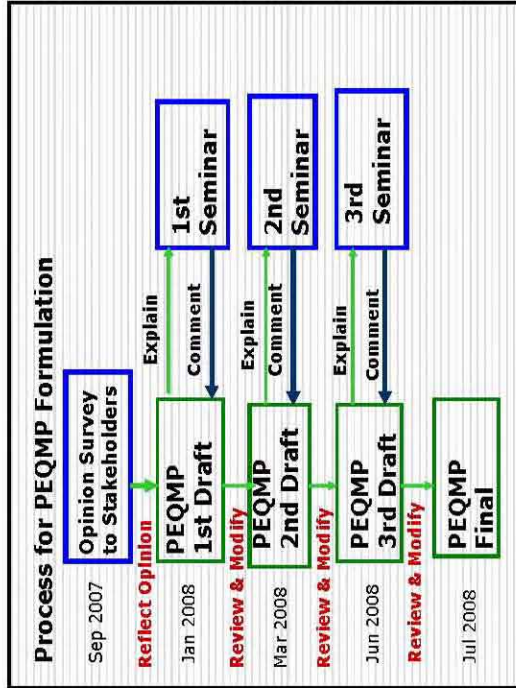 Process for PEQMP Formulation
Sep 2007
Opinion Survey
to Stakeholders
Reflect Opinion
Jan 2008
PEQMP
1st Draft
Explain
Comment
1st
Seminar
Review & Modify
Mar 2008
PEQMP
2nd Draft
Explain
Comment
2nd
Seminar
Review & Modify
Jun 2008
PEQMP
3rd Draft
Explain
Comment
3rd
Seminar
Review & Modify
Jul 2008
PEQMP
Final